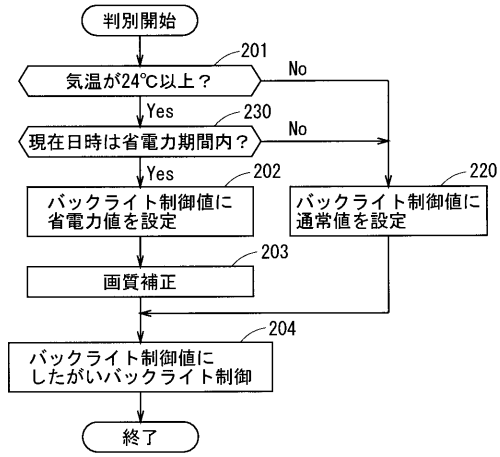 判別開始
201
気温が24℃以上?
No
Yes
230
現在日時は省電力期間内?
No
Yes
202
バックライト制御値に
省電力値を設定
220
バックライト制御値に
通常値を設定
203
画質補正
204
バックライト制御値に
したがいバックライト制御
終了